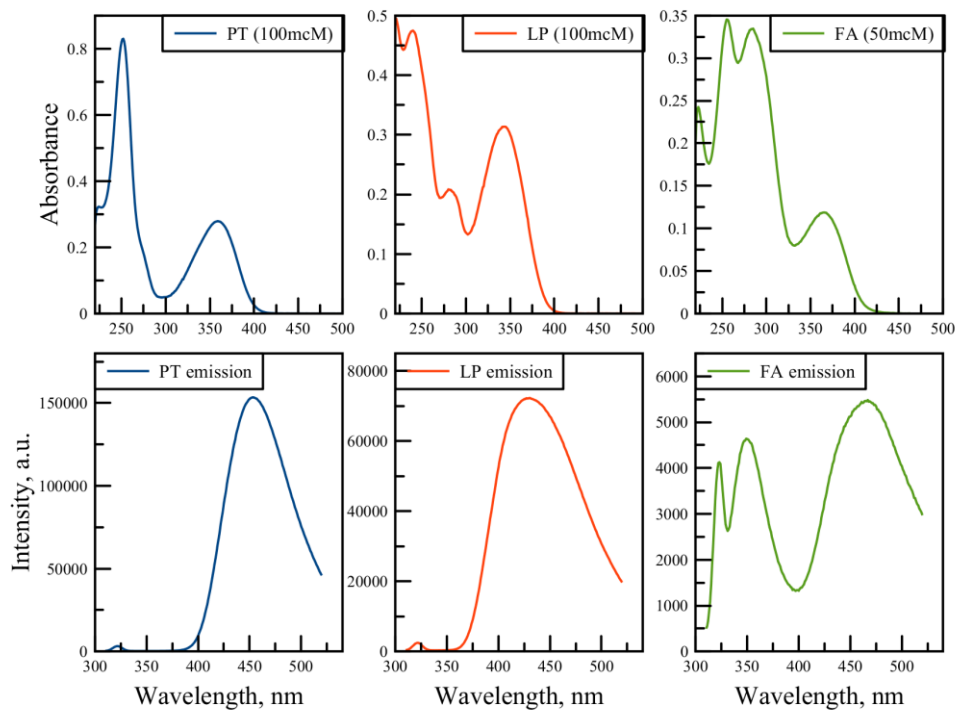 PT (100mcM)
LP (100mcM)
FA (50mcM)
Absorbance
0.8
0.6
0.4
0.2
0
250 300 350 400 450 500
0.5
0.4
0.3
0.2
0.1
0
250 300 350 400 450 500
0.35
0.3
0.25
0.2
0.15
0.1
0.05
0
250 300 350 400 450 500
PT emission
LP emission
FA emission
Intensity, a.u.
150000
100000
50000
0
300 350 400 450 500
80000
60000
40000
20000
0
300 350 400 450 500
6000
5000
4000
3000
2000
1000
0
300 350 400 450 500
Wavelength, nm
Wavelength, nm
Wavelength, nm